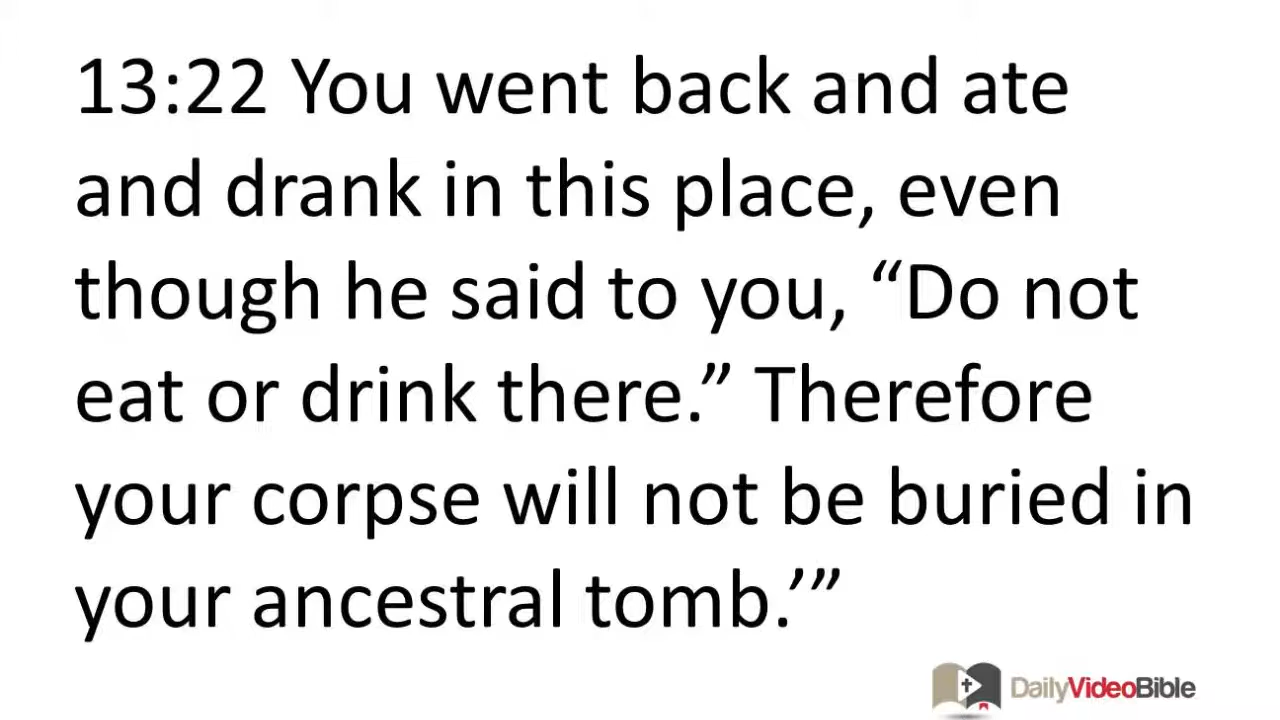 13:22 You went back and ate
and drank in this place, even
though he said to you, “Do not
eat or drink there.” Therefore
your corpse will not be buried in
your ancestral tomb.’”
DailyVideoBible